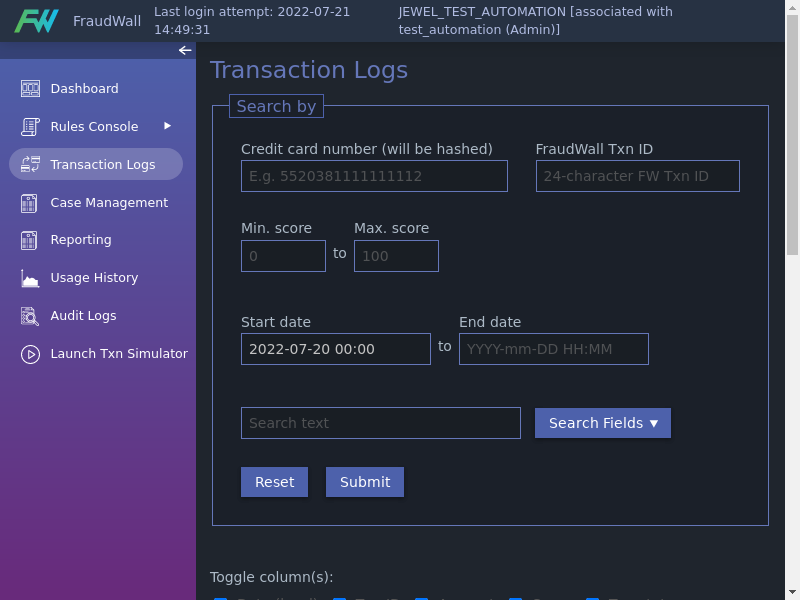 FW FraudWall
Last login attempt: 2022-07-21
14:49:31
JEWEL_TEST_AUTOMATION [associated with
test_automation (Admin)]
Dashboard
Rules Console
Transaction Logs
Case Management
Reporting
Usage History
Audit Logs
Launch Txn Simulator
Transaction Logs
Search by
Credit card number (will be hashed)
FraudWall Txn ID
E.g. 5520381111111112
24-character FW Txn ID
Min. score
Max. score
0
to
100
Start date
End date
2022-07-20 00:00
to
YYYY-mm-DD HH:MM
Search text
Search Fields ▼
Reset
Submit
Toggle column(s):